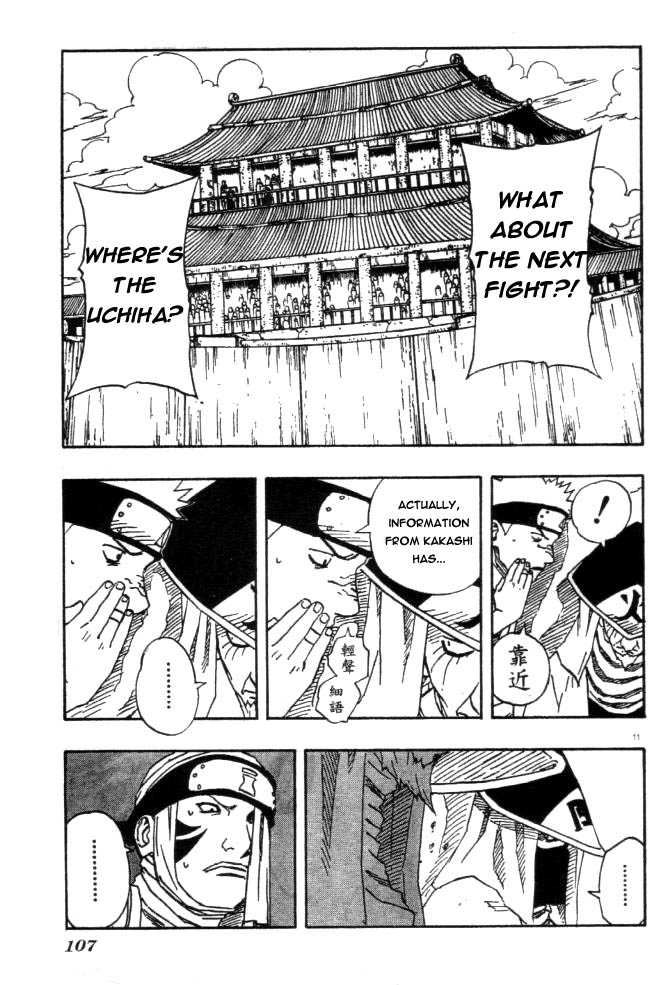 WHAT
ABOUT
THE NEXT
FIGHT?!
WHERE'S
THE
UCHIHA?
!
靠近
ACTUALLY,
INFORMATION
FROM KAKASHI
HAS...
輕聲
細語
.........
11
.........
.........
107